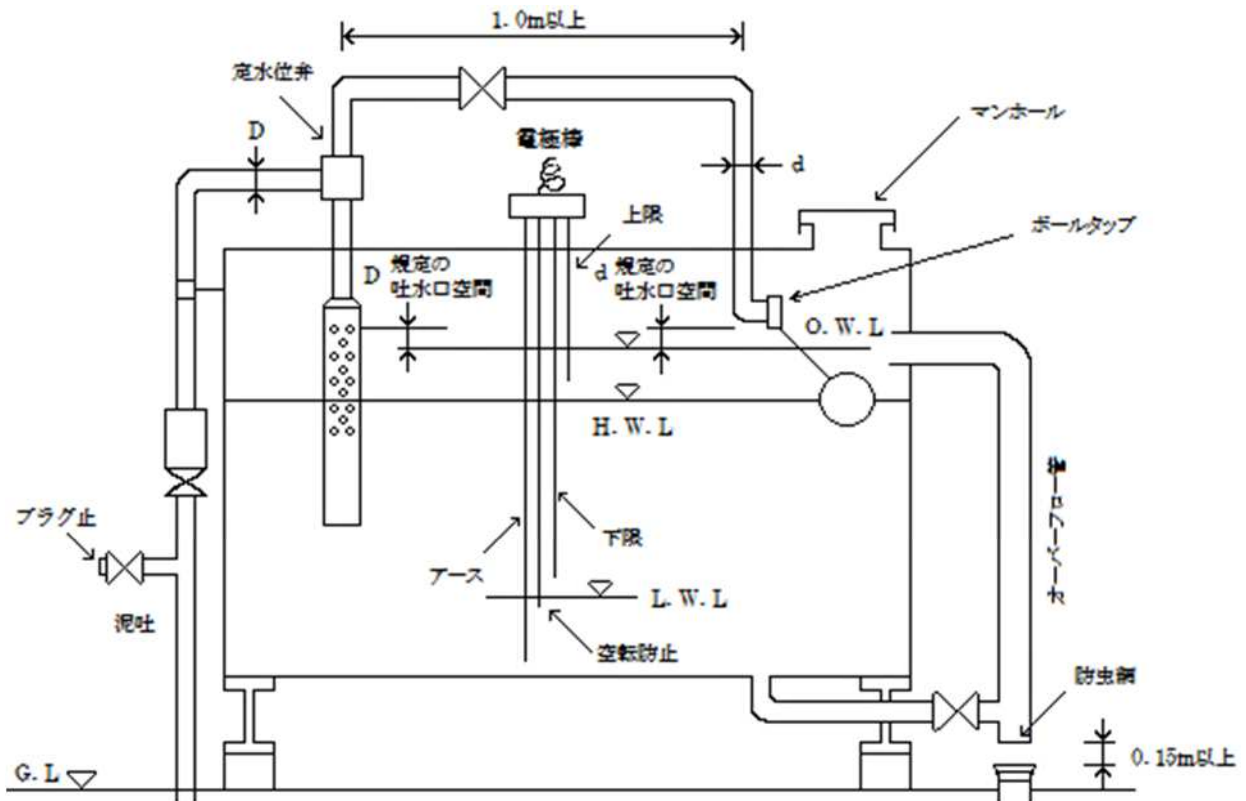 1.0m以上
定水位弁
マンホール
D
電極棒
d
上限
ボールタップ
D 規定の
吐水口空間
d 規定の
吐水口空間
O.W.L
H.W.L
オーバーフロー管
プラグ止
下限
アース
L.W.L
泥吐
空転防止
防虫網
0.15m以上
G.L